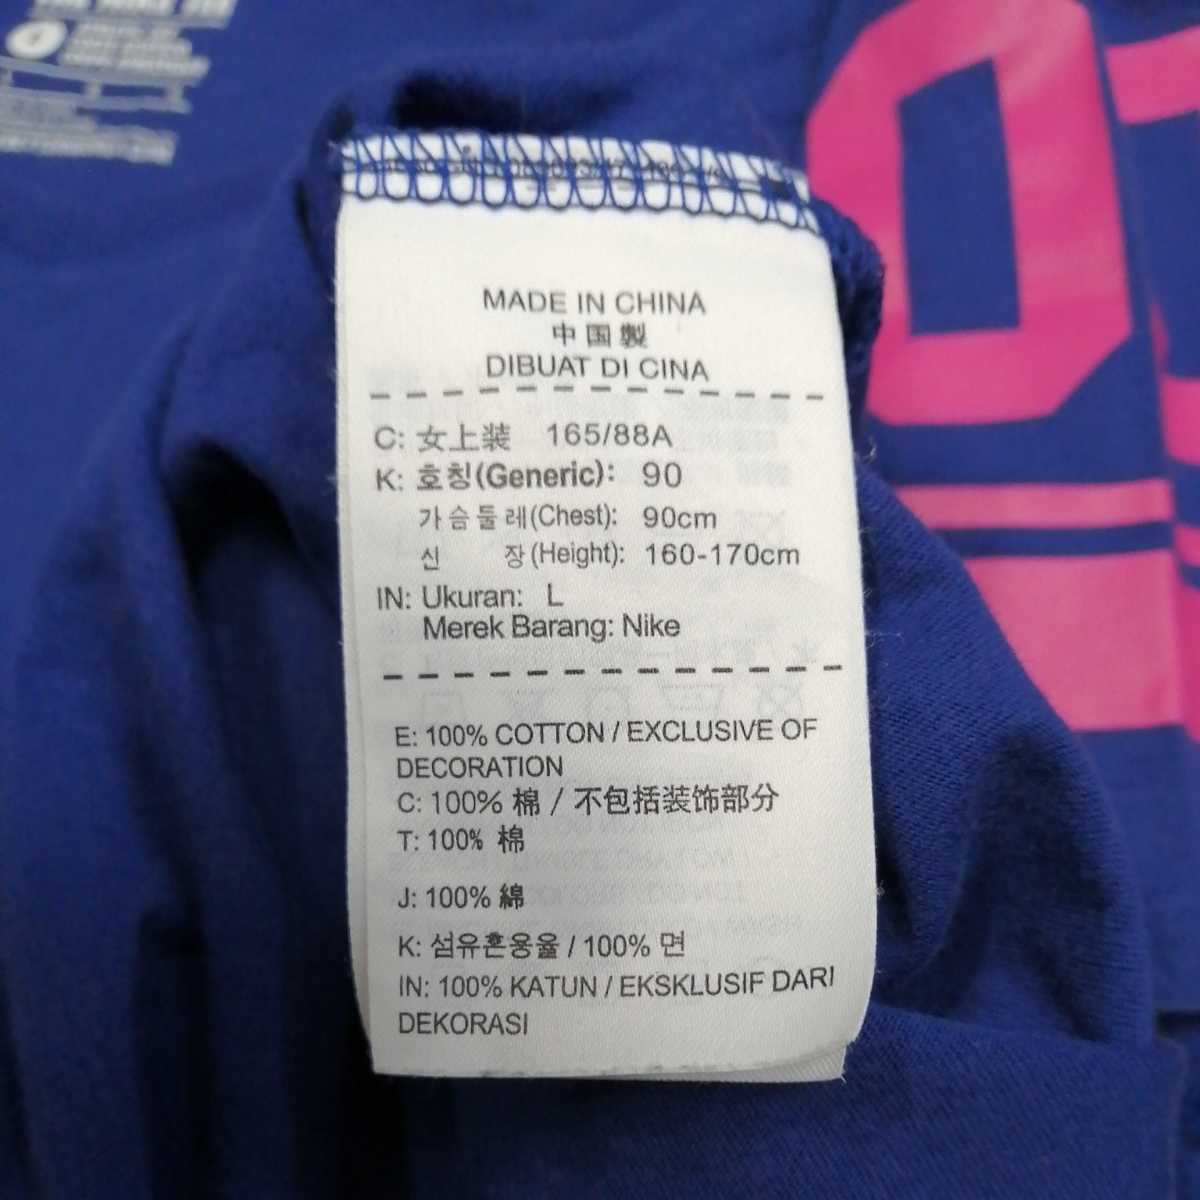 MADE IN CHINA
中国製
DIBUAT DI CINA
C: 女上装 165/88A
K: 호칭(Generic): 90
가슴둘레(Chest): 90cm
신 장(Height): 160-170cm
IN: Ukuran: L
Merek Barang: Nike
E: 100% COTTON / EXCLUSIVE OF
DECORATION
C: 100% 棉 / 不包括装饰部分
T: 100% 棉
J: 100% 綿
K: 섬유혼용율 / 100% 면
IN: 100% KATUN / EKSKLUSIF DARI
DEKORASI